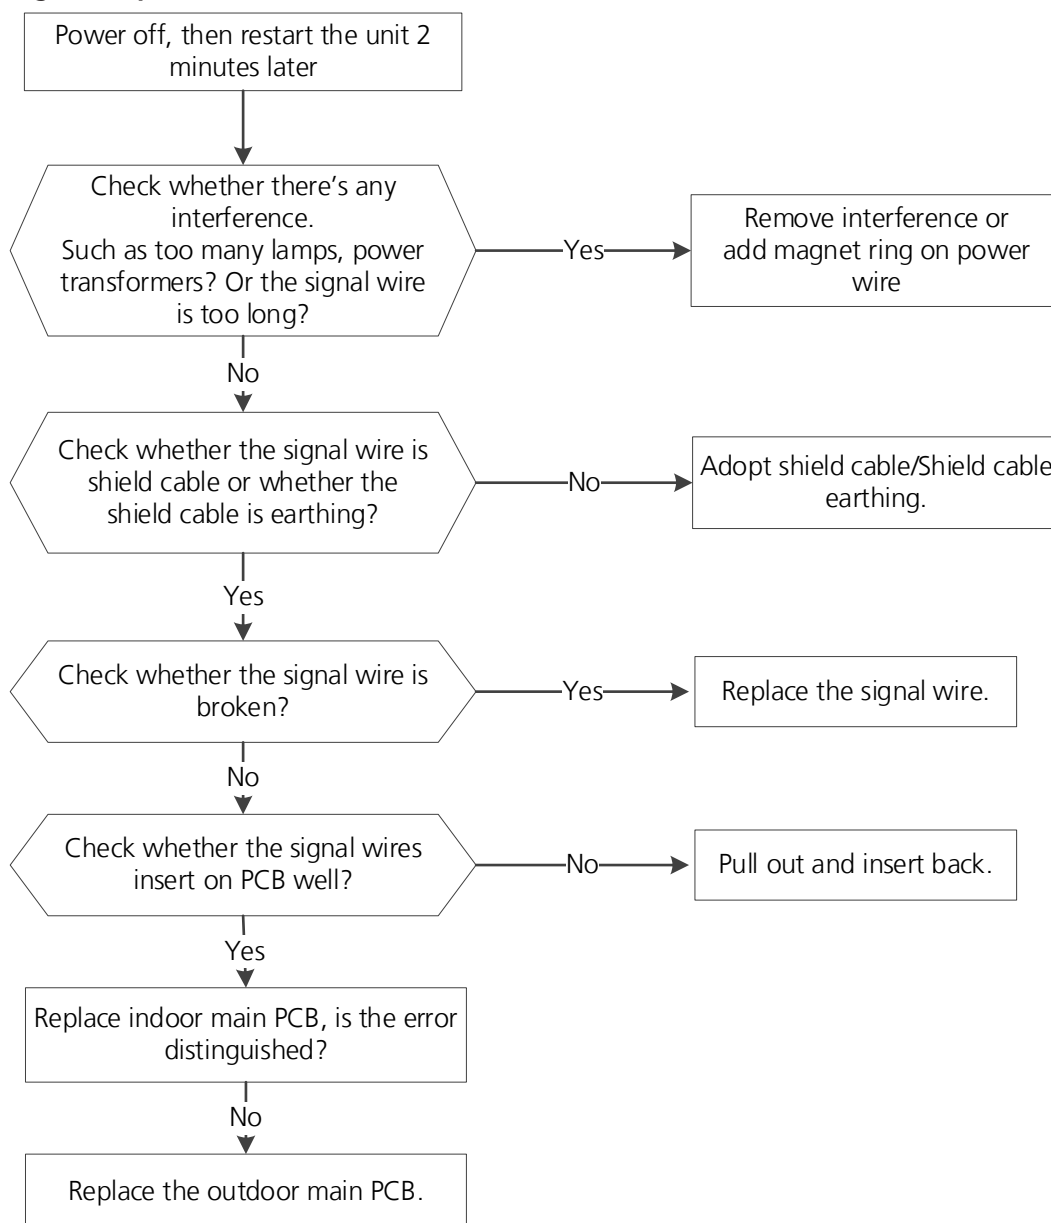 Power off, then restart the unit 2
minutes later
Check whether there’s any
interference.
Such as too many lamps, power
transformers? Or the signal wire
is too long?
Yes
Remove interference or
add magnet ring on power
wire
No
Check whether the signal wire is
shield cable or whether the
shield cable is earthing?
No
Adopt shield cable/Shield cable
earthing.
Yes
Check whether the signal wire is
broken?
Yes
Replace the signal wire.
No
Check whether the signal wires
insert on PCB well?
No
Pull out and insert back.
Yes
Replace indoor main PCB, is the error
distinguished?
No
Replace the outdoor main PCB.